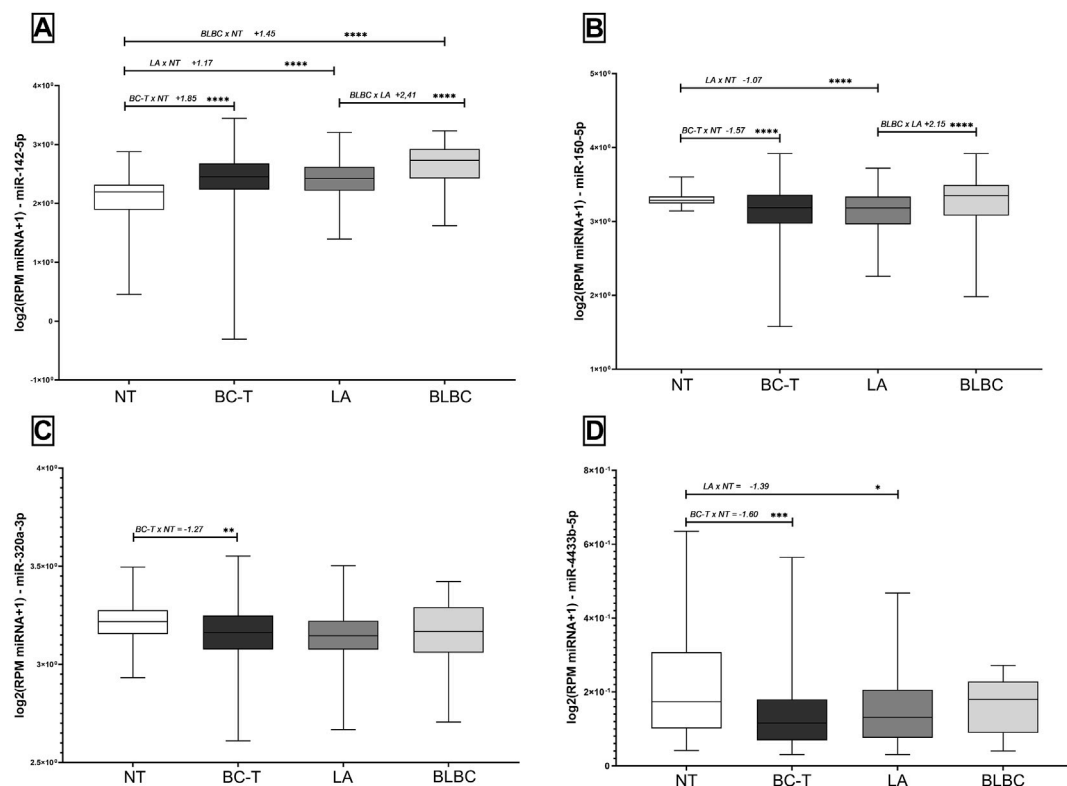 A
BLBC x NT +1.45 ****
LA x NT +1.17 ****
BC-T x NT +1.85 ****
BLBC x LA +2,41 ****
log2(RPM miRNA+1) - miR-142-5p
4×10⁰
3×10⁰
2×10⁰
1×10⁰
0
-1×10⁰
NT BC-T LA BLBC
B
LA x NT -1.07 ****
BC-T x NT -1.57 ****
BLBC x LA +2.15 ****
log2(RPM miRNA+1) - miR-150-5p
5×10⁰
4×10⁰
3×10⁰
2×10⁰
1×10⁰
NT BC-T LA BLBC
C
BC-T x NT = -1.27 **
log2(RPM miRNA+1) - miR-320a-3p
4×10⁰
3.5×10⁰
3×10⁰
2.5×10⁰
NT BC-T LA BLBC
D
LA x NT = -1.39 *
BC-T x NT = -1.60 ***
log2(RPM miRNA+1) - miR-4433b-5p
8×10⁻¹
6×10⁻¹
4×10⁻¹
2×10⁻¹
0
NT BC-T LA BLBC